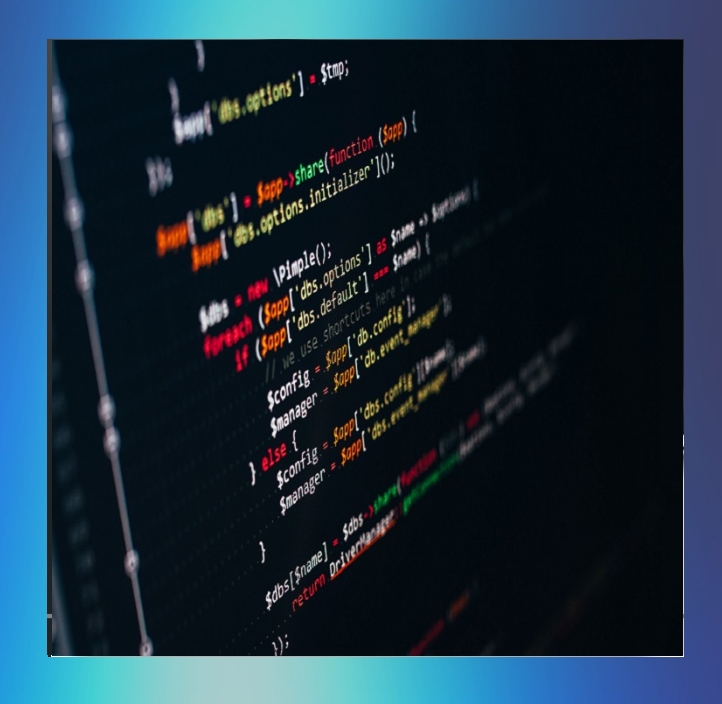 }
}
$app['dbs.options'] = $tmp;
});
$app['dbs'] = $app->share(function ($app) {
$app['dbs.options.initializer']();
$dbs = new \Pimple();
foreach ($app['dbs.options'] as $name => $options) {
if ($app['dbs.default'] === $name) {
// we use shortcuts here in case the default
$config = $app['db.config'];
$manager = $app['db.event_manager'];
} else {
$config = $app['dbs.config'][$name];
$manager = $app['dbs.event_manager'][$name];
}
$dbs[$name] = $dbs->share(function
return DriverManager::getConnection(
});